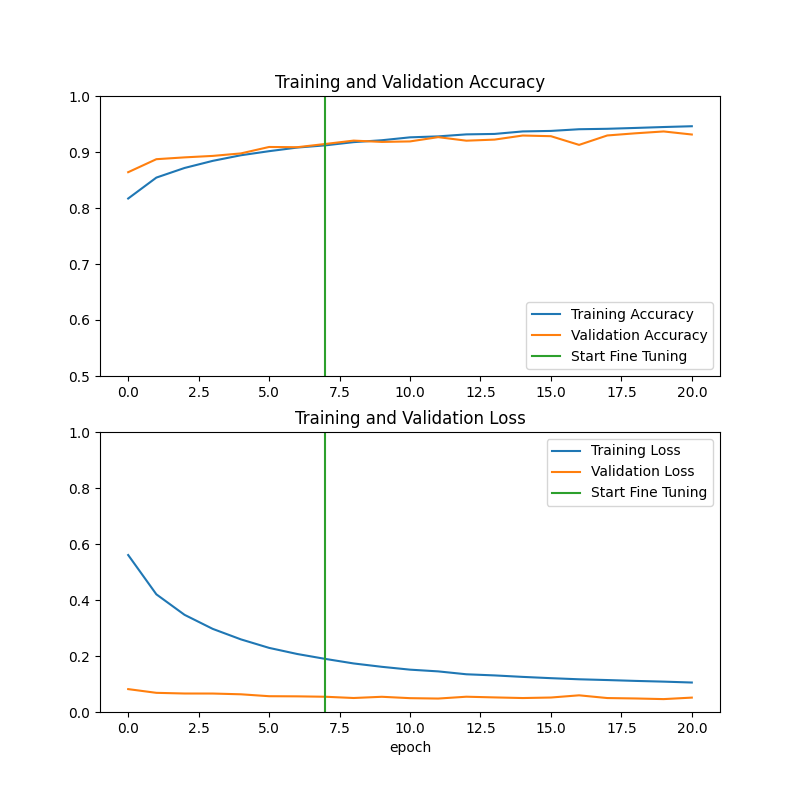 Training and Validation Accuracy
1.0
0.9
0.8
0.7
0.6
0.5
Training Accuracy
Validation Accuracy
Start Fine Tuning
0.0 2.5 5.0 7.5 10.0 12.5 15.0 17.5 20.0
Training and Validation Loss
1.0
0.8
0.6
0.4
0.2
0.0
Training Loss
Validation Loss
Start Fine Tuning
0.0 2.5 5.0 7.5 10.0 12.5 15.0 17.5 20.0
epoch